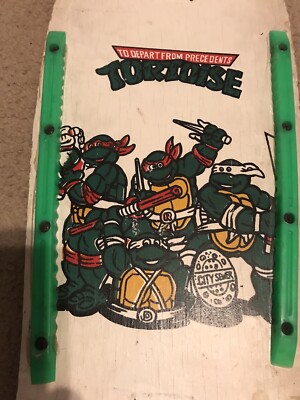 TO DEPART FROM PRECEDENTS
TORTOISE
CITY SEWER